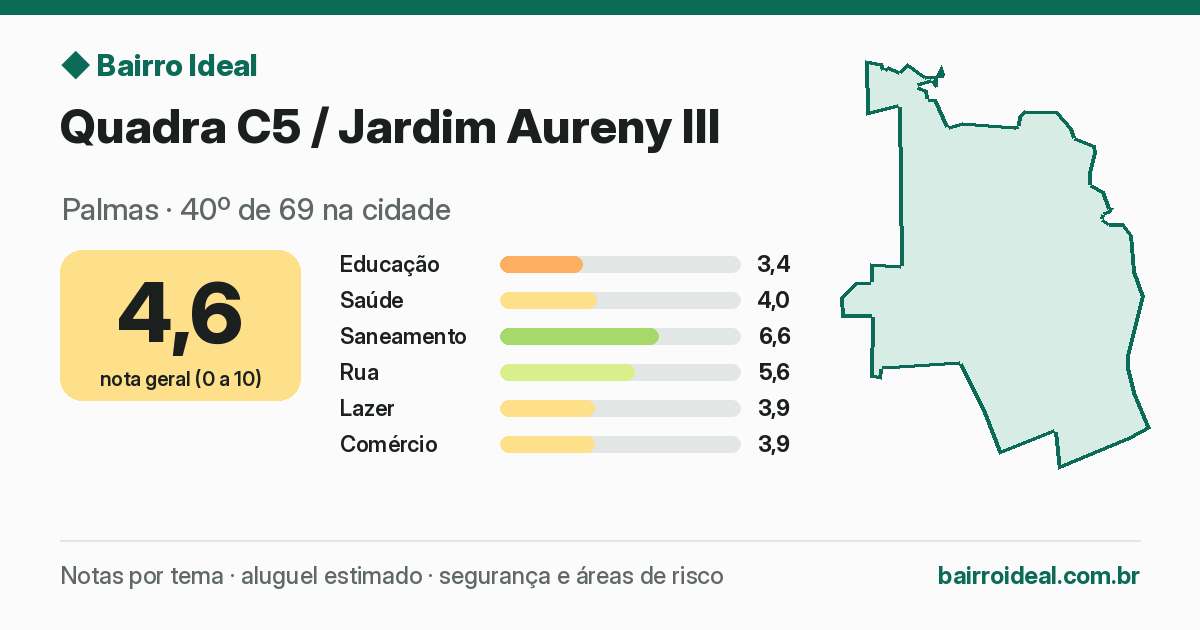 Bairro Ideal
Quadra C5 / Jardim Aureny III
Palmas · 40º de 69 na cidade
4,6
nota geral (0 a 10)
Educação 3,4
Saúde 4,0
Saneamento 6,6
Rua 5,6
Lazer 3,9
Comércio 3,9
Notas por tema · aluguel estimado · segurança e áreas de risco
bairroideal.com.br